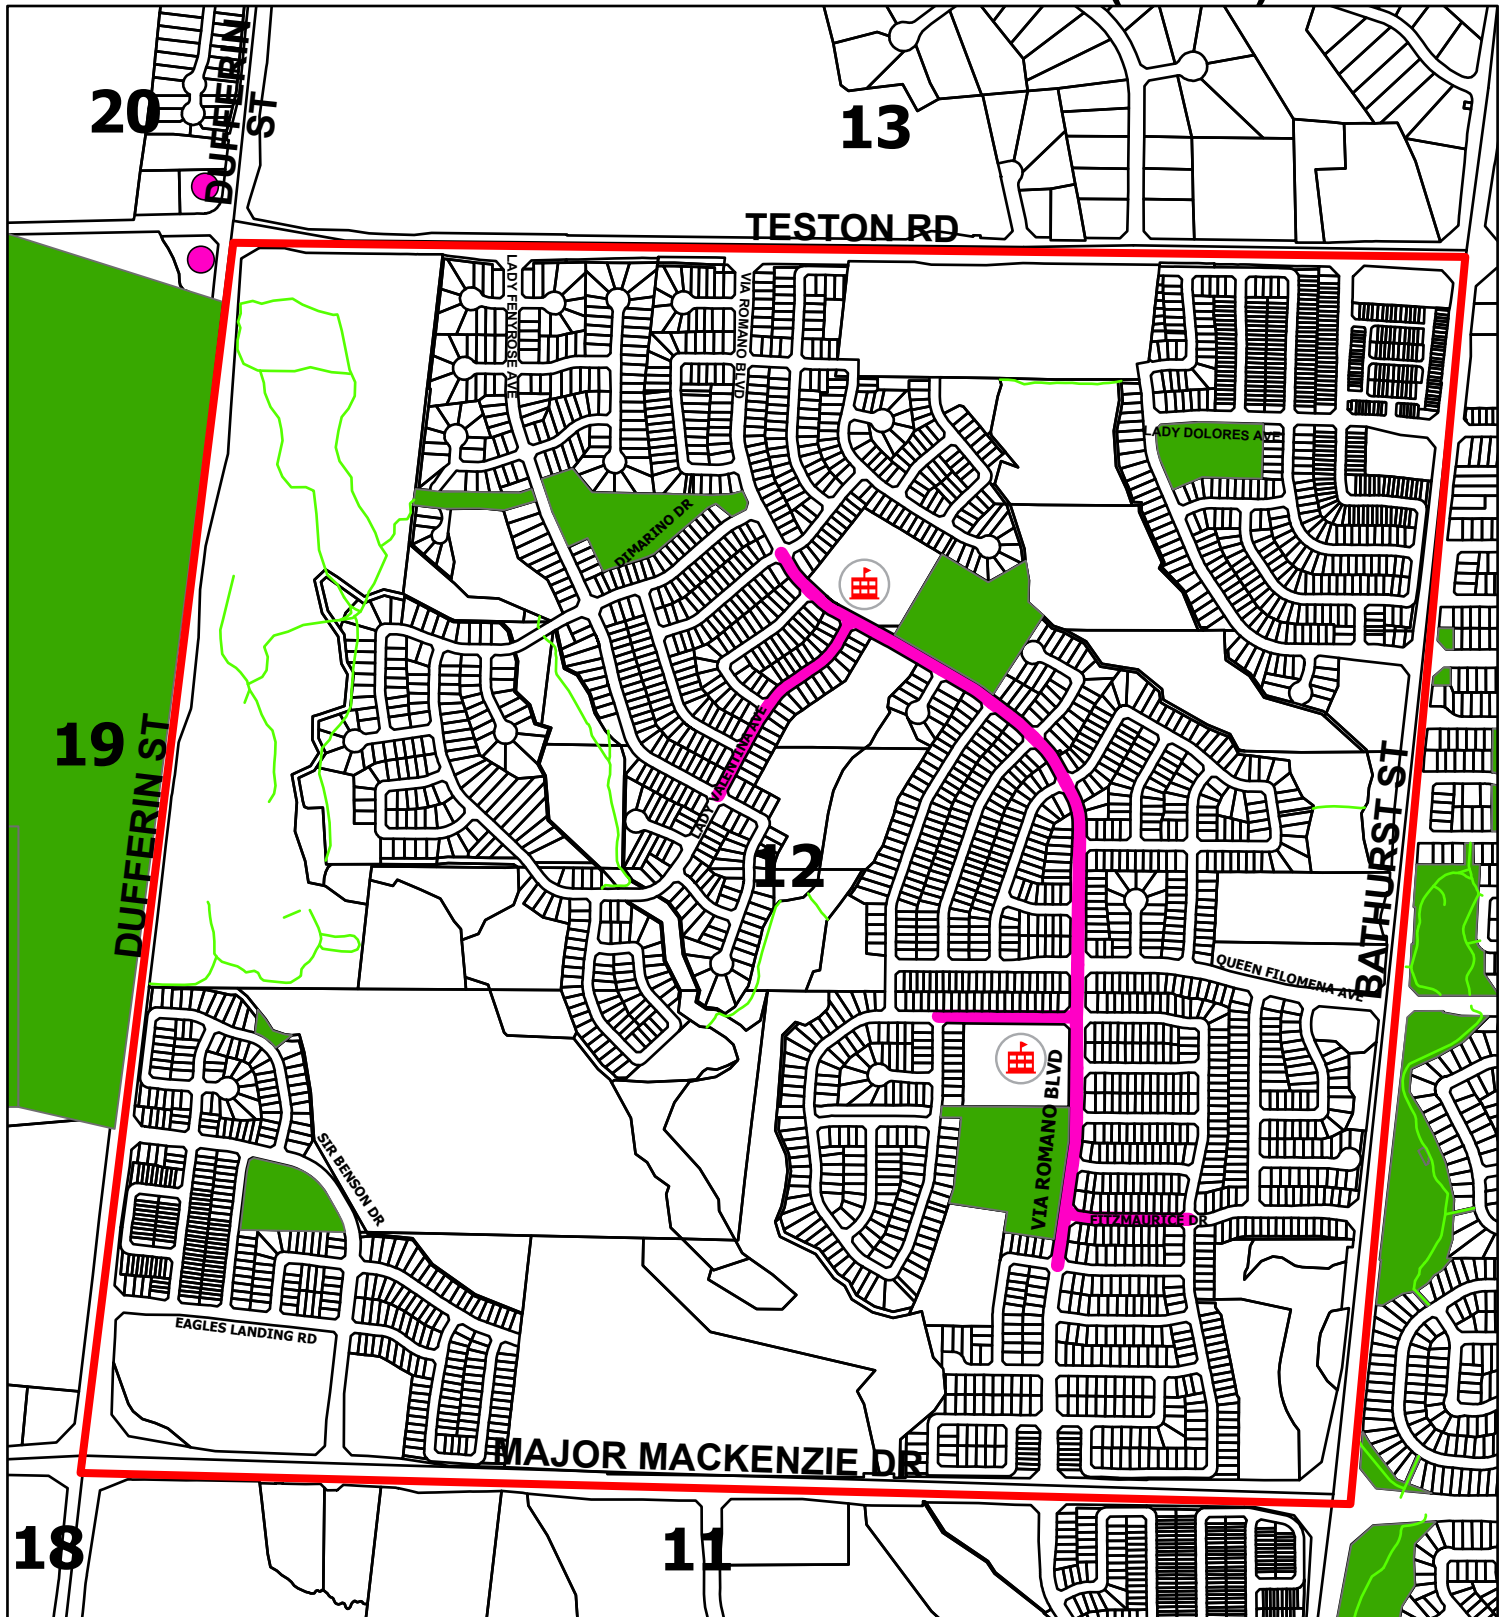 20
DUFFERIN
ST
13
TESTON RD
LADY FENYROSE AVE
VIA ROMANO BLVD
LADY DOLORES AVE
DIMARINO DR
19
DUFFERIN ST
LADY VALENTINA AVE
BATHURST ST
12
QUEEN FILOMENA AVE
VIA ROMANO BLVD
SIR BENSON DR
FITZMAURICE DR
EAGLES LANDING RD
MAJOR MACKENZIE DR
18
11